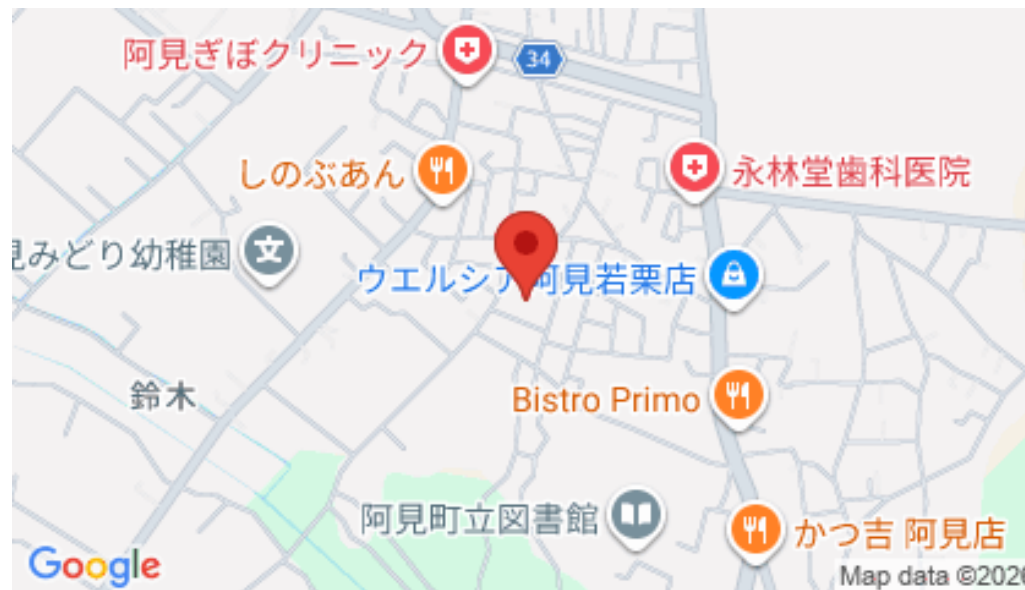 阿見ぎぼクリニック
34
しのぶあん
永林堂歯科医院
見みどり幼稚園
ウエルシア阿見若栗店
鈴木
Bistro Primo
阿見町立図書館
かつ吉 阿見店
Google
Map data ©2026